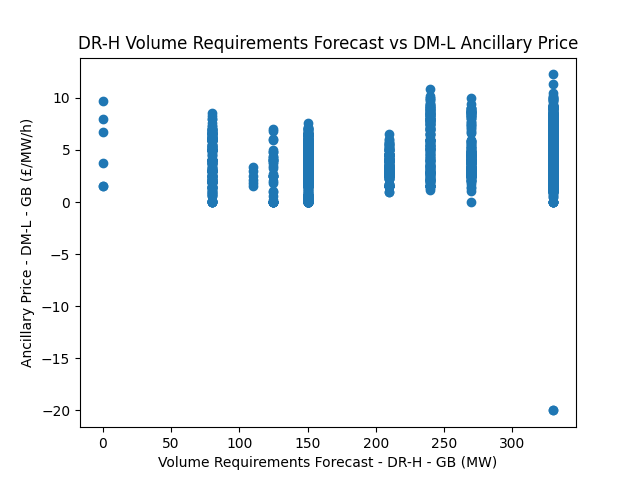 DR-H Volume Requirements Forecast vs DM-L Ancillary Price
Ancillary Price - DM-L - GB (£/MW/h)
10
5
0
−5
−10
−15
−20
0 50 100 150 200 250 300
Volume Requirements Forecast - DR-H - GB (MW)